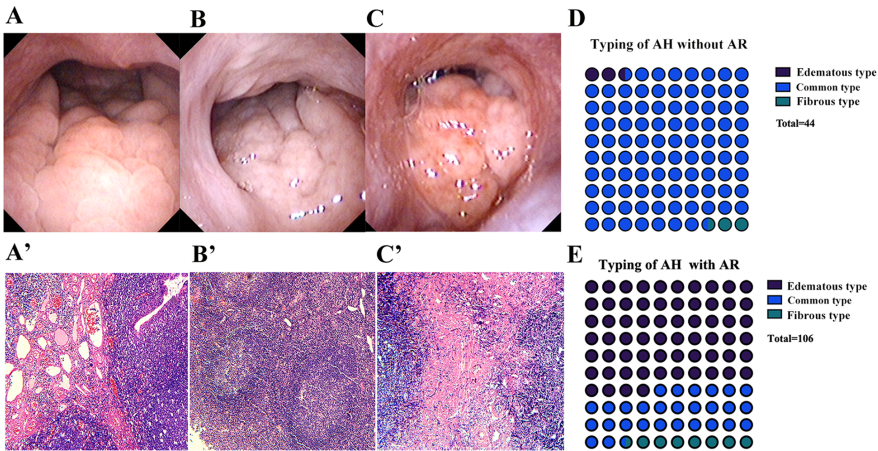 A
B
C
D
Typing of AH without AR
Edematous type
Common type
Fibrous type
Total=44
A’
B’
C’
E
Typing of AH with AR
Edematous type
Common type
Fibrous type
Total=106